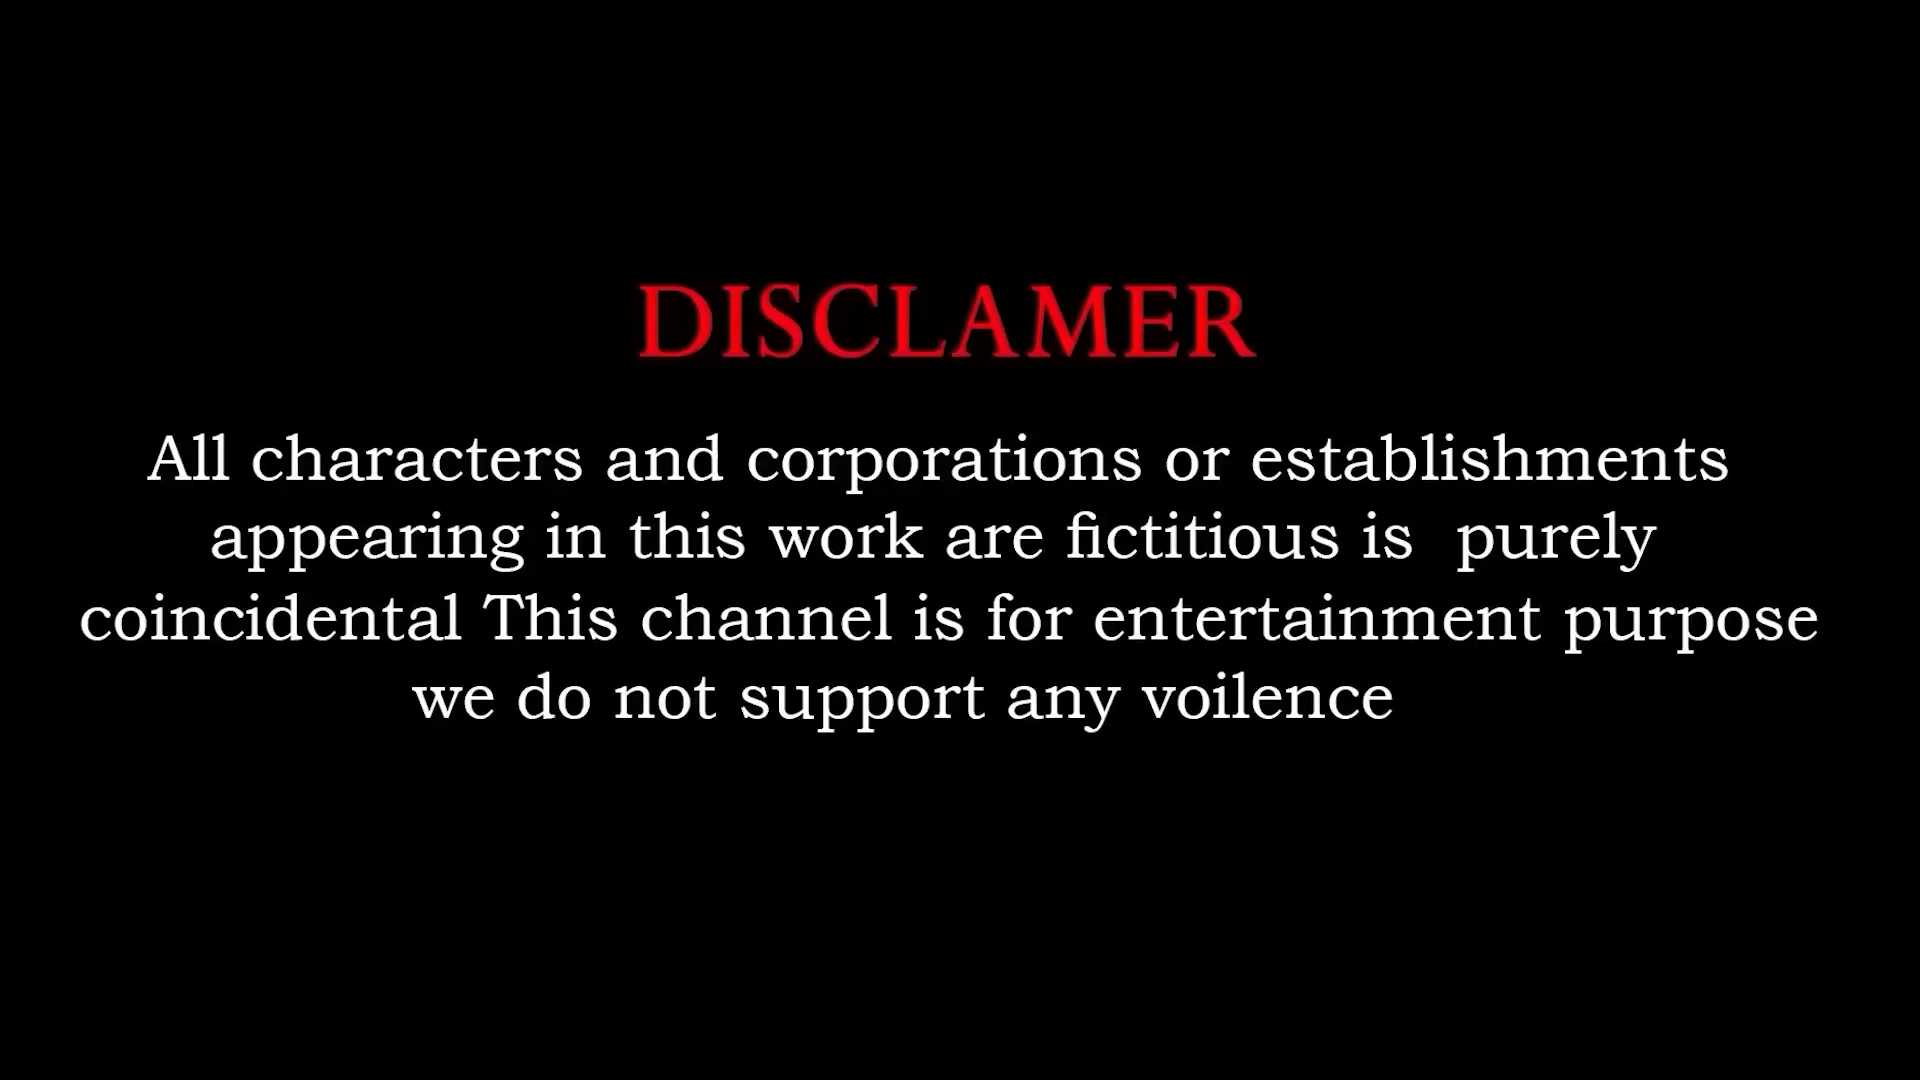 DISCLAMER
All characters and corporations or establishments
appearing in this work are fictitious is  purely
coincidental This channel is for entertainment purpose
we do not support any voilence